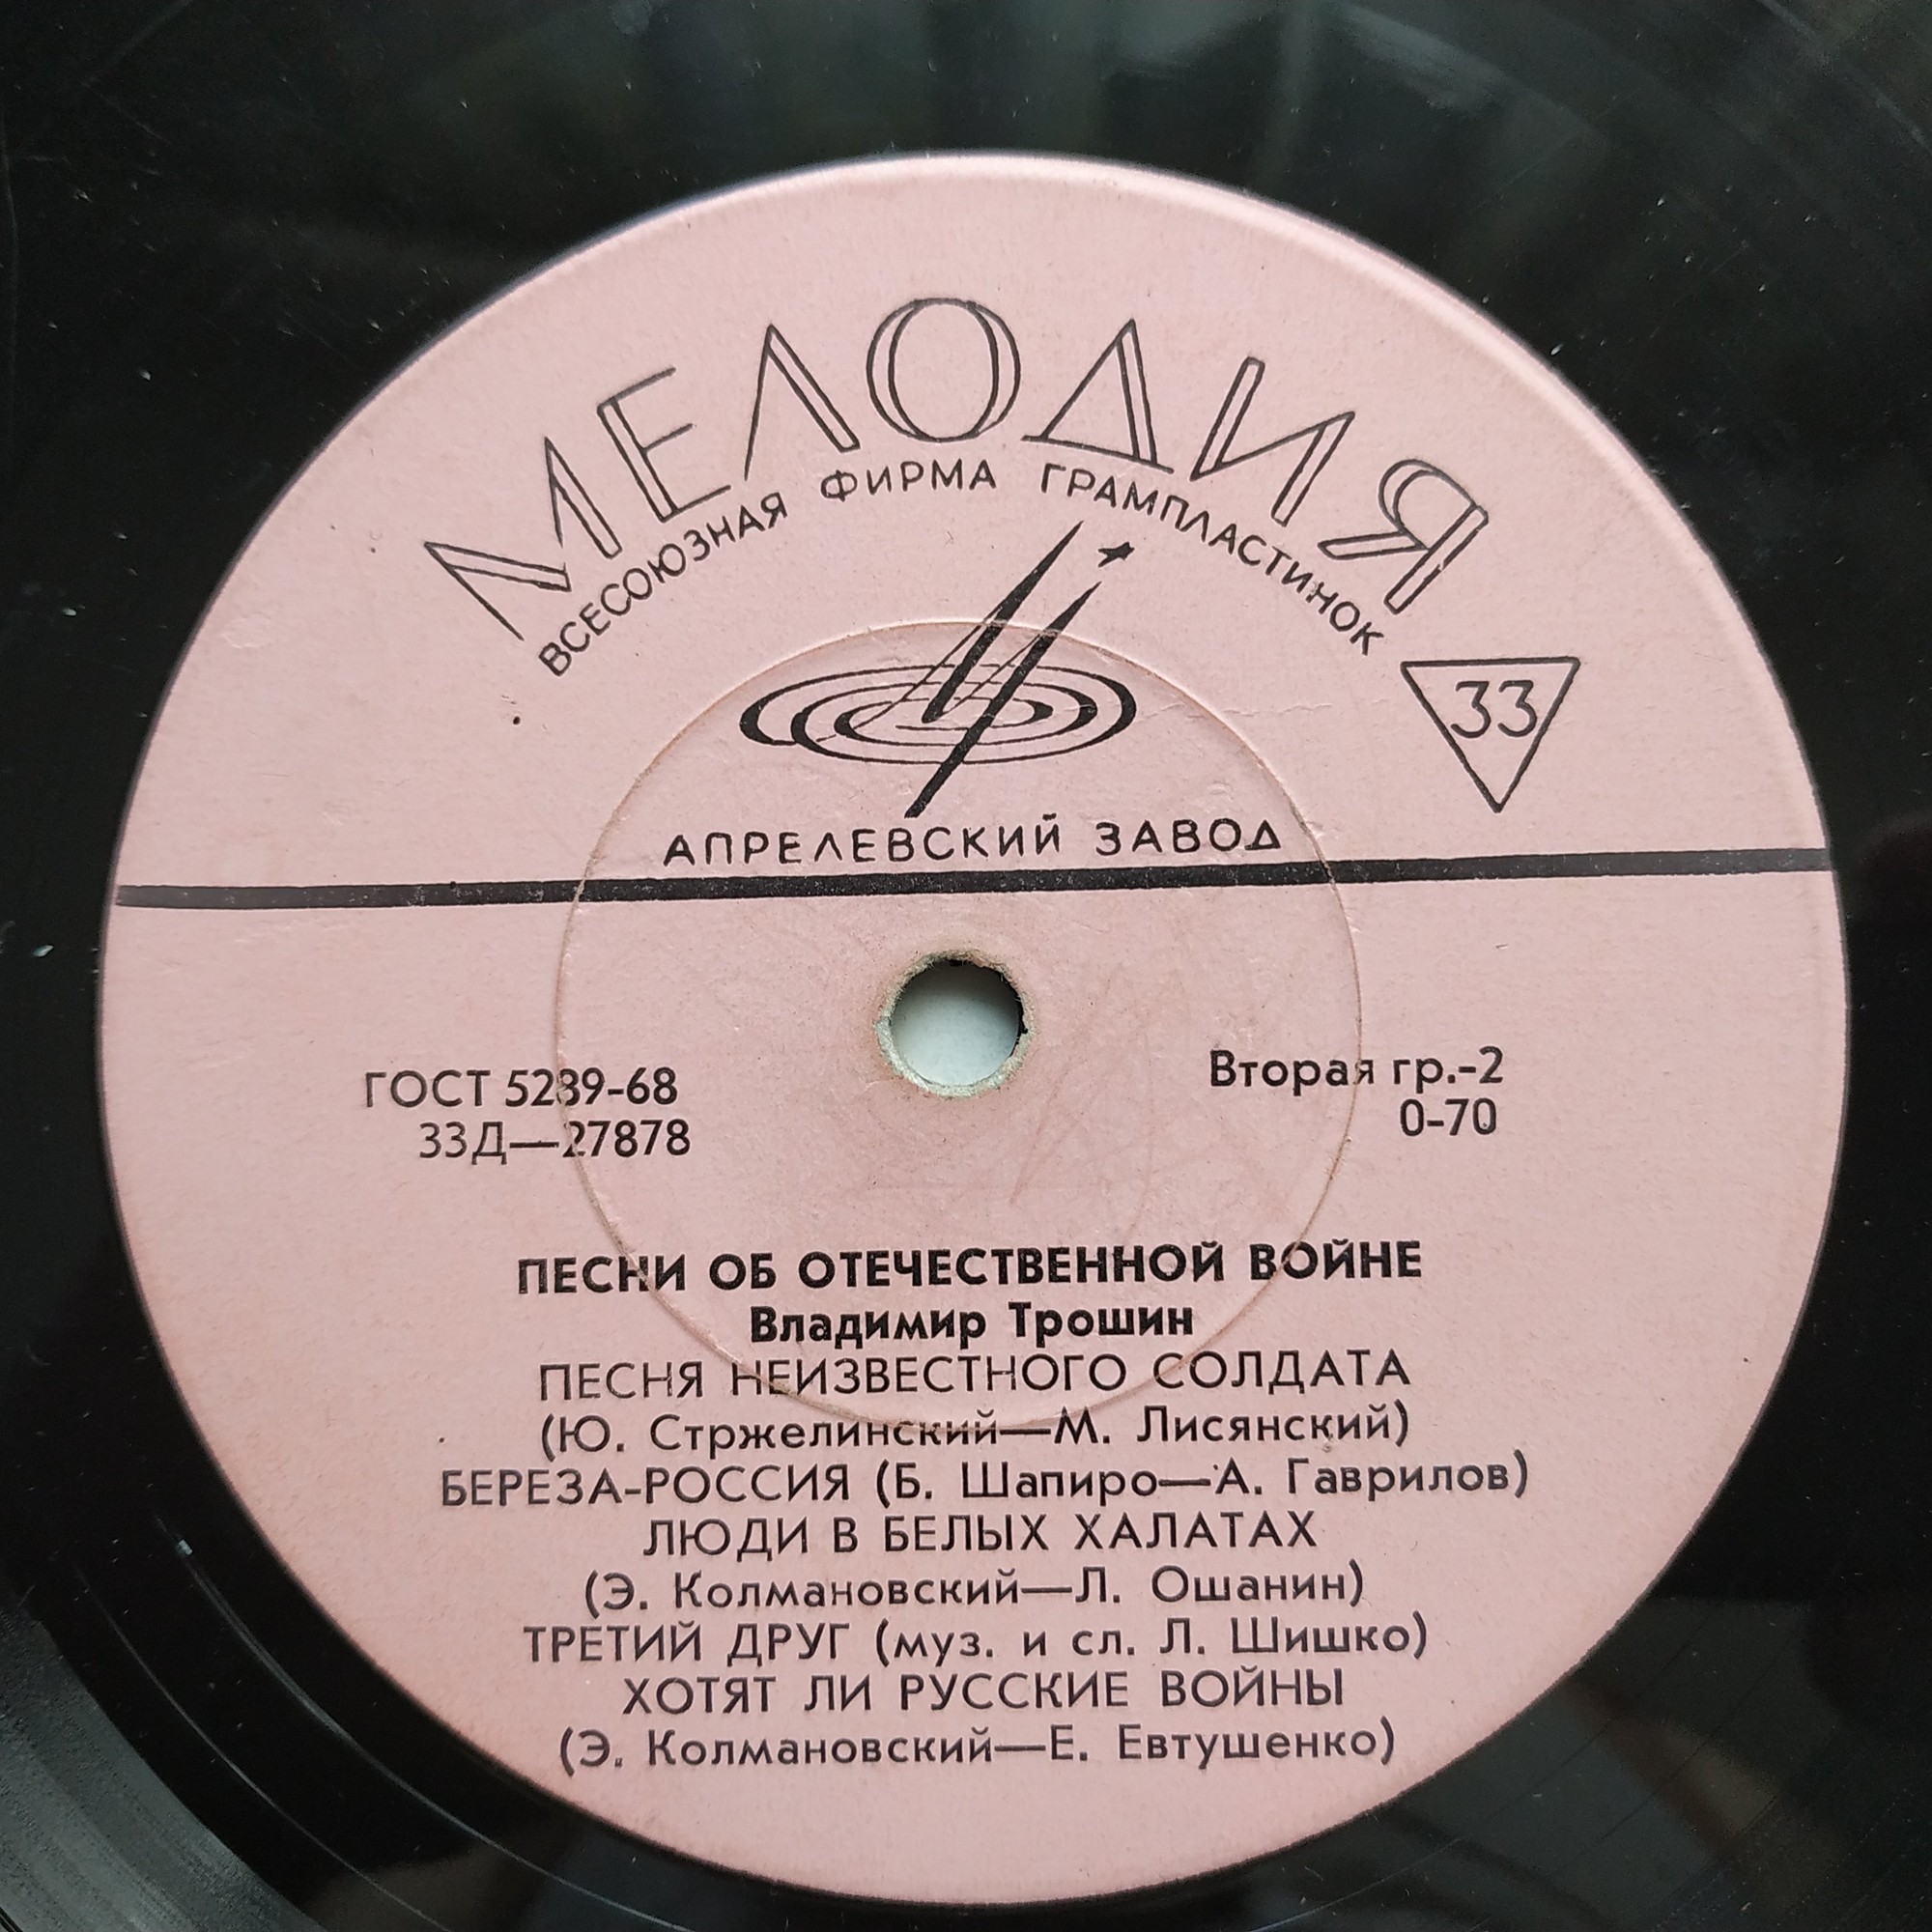 МЕЛОДИЯ
ВСЕСОЮЗНАЯ ФИРМА ГРАМПЛАСТИНОК
33
АПРЕЛЕВСКИЙ ЗАВОД
ГОСТ 5289-68
33Д—27878
Вторая гр.-2
0-70
ПЕСНИ ОБ ОТЕЧЕСТВЕННОЙ ВОЙНЕ
Владимир Трошин
ПЕСНЯ НЕИЗВЕСТНОГО СОЛДАТА
(Ю. Стржелинский—М. Лисянский)
БЕРЕЗА-РОССИЯ (Б. Шапиро—А. Гаврилов)
ЛЮДИ В БЕЛЫХ ХАЛАТАХ
(Э. Колмановский—Л. Ошанин)
ТРЕТИЙ ДРУГ (муз. и сл. Л. Шишко)
ХОТЯТ ЛИ РУССКИЕ ВОЙНЫ
(Э. Колмановский—Е. Евтушенко)